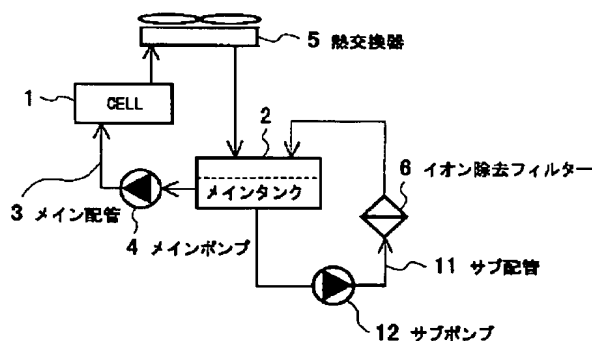 5 熱交換器
1
CELL
2
メインタンク
6 イオン除去フィルター
3 メイン配管
4 メインポンプ
11 サブ配管
12 サブポンプ